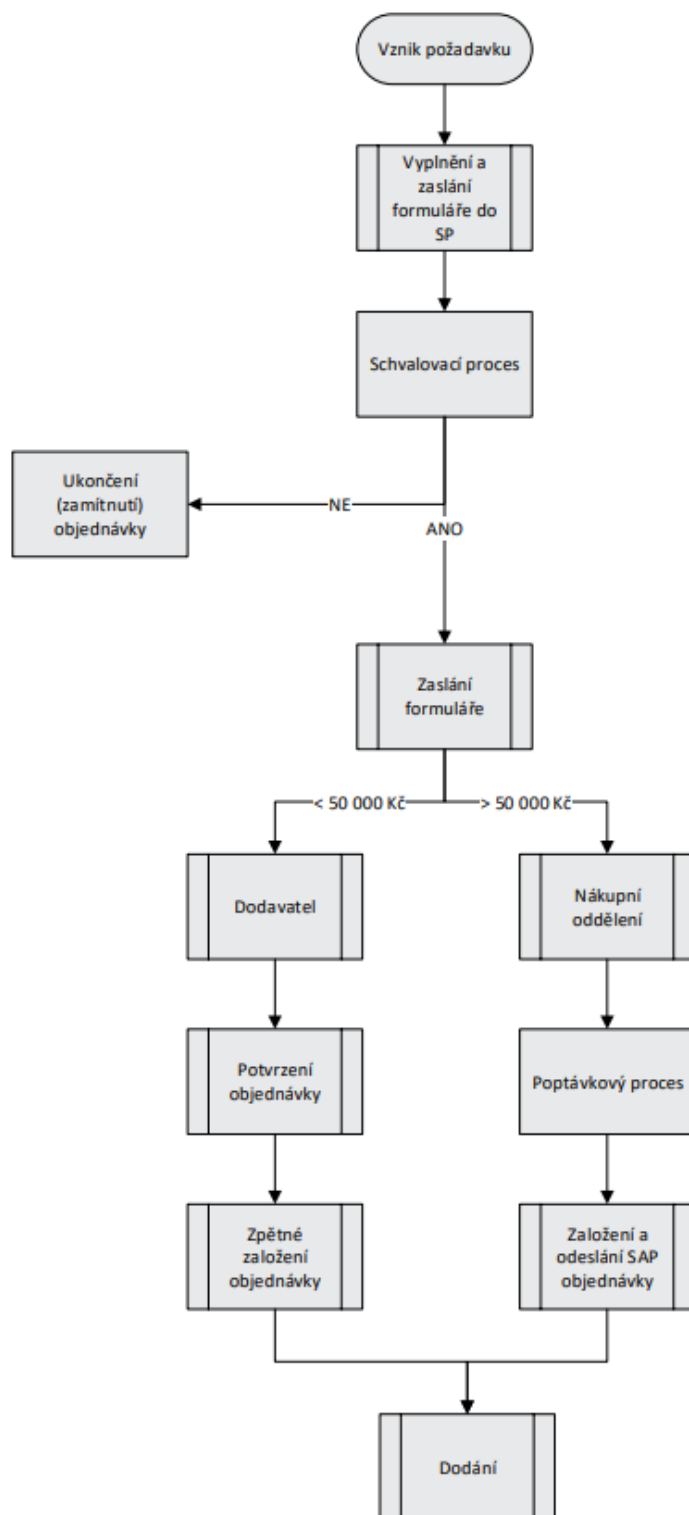 Vznik požadavku
Vyplnění a
zaslání
formuláře do
SP
Schvalovací proces
Ukončení
(zamítnutí)
objednávky
NE
ANO
Zaslání
formuláře
< 50 000 Kč
> 50 000 Kč
Dodavatel
Nákupní
oddělení
Potvrzení
objednávky
Poptávkový proces
Zpětné
založení
objednávky
Založení a
odeslání SAP
objednávky
Dodání